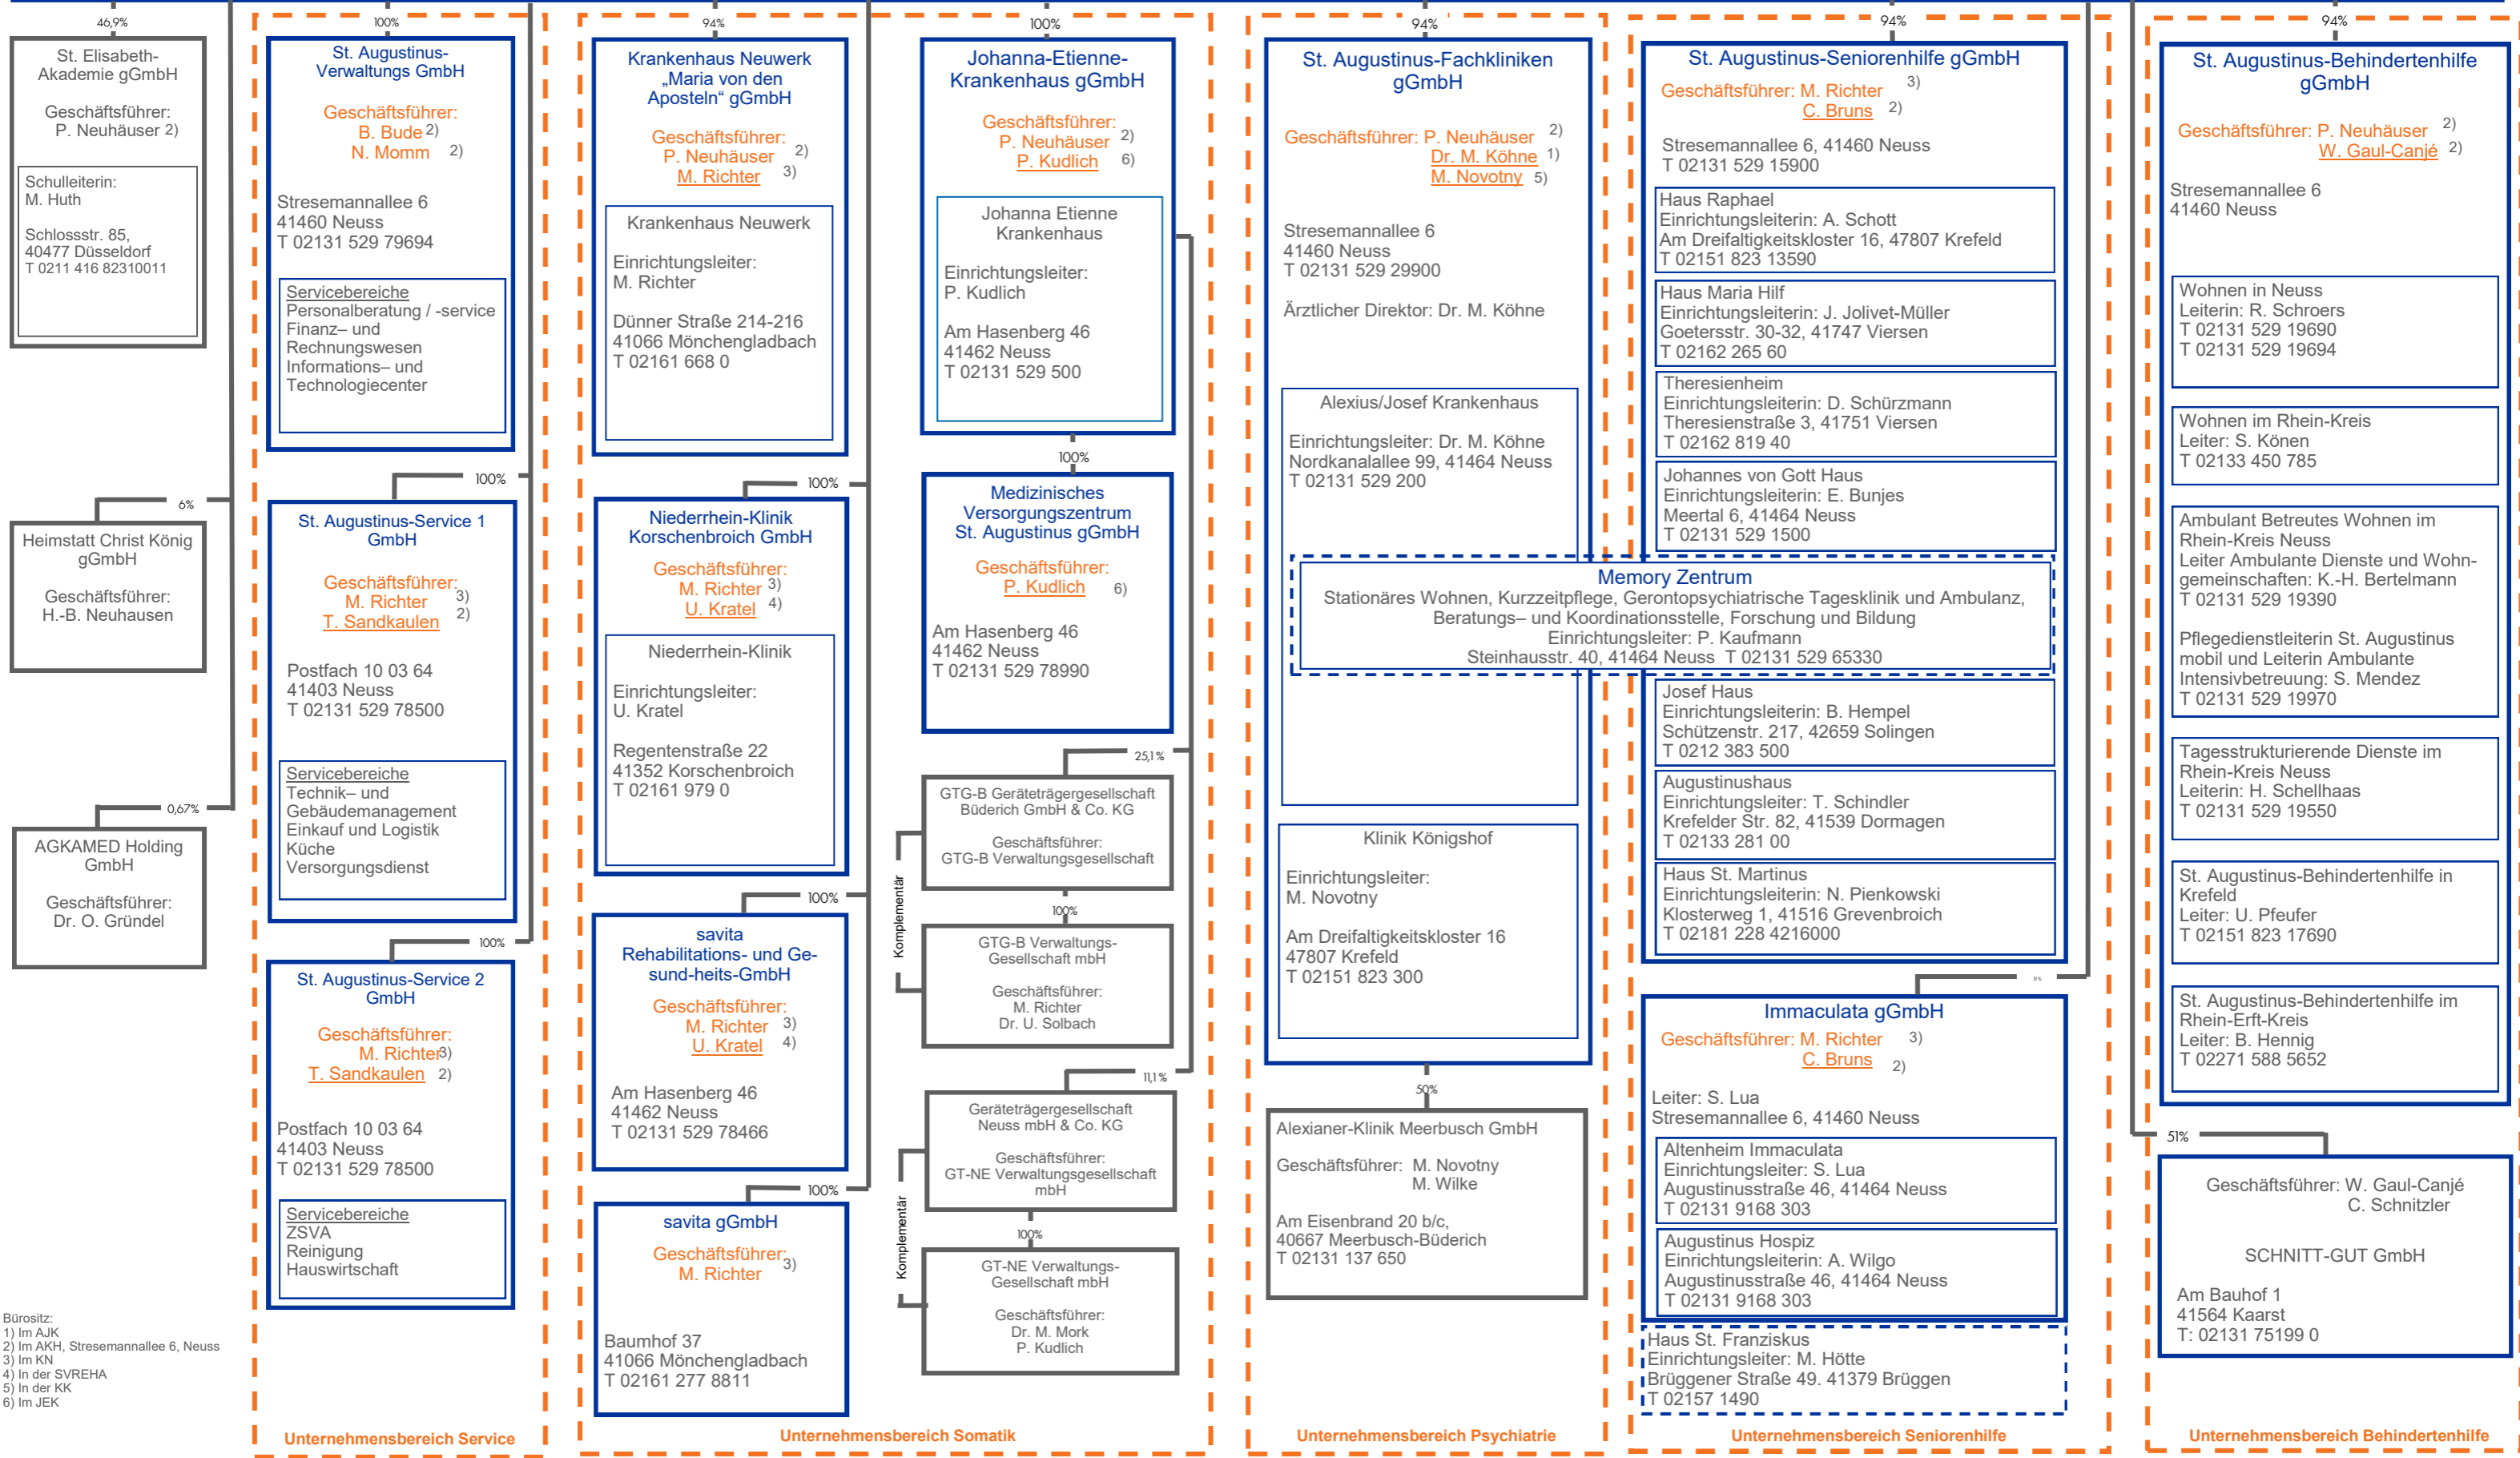 46,9%
St. Elisabeth-
Akademie gGmbH
Geschäftsführer:
P. Neuhäuser 2)
Schulleiterin:
M. Huth
Schlossstr. 85,
40477 Düsseldorf
T 0211 416 82310011
6%
Heimstatt Christ König
gGmbH
Geschäftsführer:
H.-B. Neuhausen
0,67%
AGKAMED Holding
GmbH
Geschäftsführer:
Dr. O. Gründel
Bürositz:
1) Im AJK
2) Im AKH, Stresemannallee 6, Neuss
3) Im KN
4) In der SVREHA
5) In der KK
6) Im JEK
100%
St. Augustinus-
Verwaltungs GmbH
Geschäftsführer:
B. Bude 2)
N. Momm 2)
Stresemannallee 6
41460 Neuss
T 02131 529 79694
Servicebereiche
Personalberatung / -service
Finanz– und
Rechnungswesen
Informations– und
Technologiecenter
100%
St. Augustinus-Service 1
GmbH
Geschäftsführer:
M. Richter 3)
T. Sandkaulen 2)
Postfach 10 03 64
41403 Neuss
T 02131 529 78500
Servicebereiche
Technik– und
Gebäudemanagement
Einkauf und Logistik
Küche
Versorgungsdienst
100%
St. Augustinus-Service 2
GmbH
Geschäftsführer:
M. Richter 3)
T. Sandkaulen 2)
Postfach 10 03 64
41403 Neuss
T 02131 529 78500
Servicebereiche
ZSVA
Reinigung
Hauswirtschaft
Unternehmensbereich Service
94%
Krankenhaus Neuwerk
„Maria von den
Aposteln“ gGmbH
Geschäftsführer:
P. Neuhäuser 2)
M. Richter 3)
Krankenhaus Neuwerk
Einrichtungsleiter:
M. Richter
Dünner Straße 214-216
41066 Mönchengladbach
T 02161 668 0
100%
Niederrhein-Klinik
Korschenbroich GmbH
Geschäftsführer:
M. Richter 3)
U. Kratel 4)
Niederrhein-Klinik
Einrichtungsleiter:
U. Kratel
Regentenstraße 22
41352 Korschenbroich
T 02161 979 0
100%
savita
Rehabilitations- und Ge-
sund-heits-GmbH
Geschäftsführer:
M. Richter 3)
U. Kratel 4)
Am Hasenberg 46
41462 Neuss
T 02131 529 78466
100%
savita gGmbH
Geschäftsführer:
M. Richter 3)
Baumhof 37
41066 Mönchengladbach
T 02161 277 8811
100%
Johanna-Etienne-
Krankenhaus gGmbH
Geschäftsführer:
P. Neuhäuser 2)
P. Kudlich 6)
Johanna Etienne
Krankenhaus
Einrichtungsleiter:
P. Kudlich
Am Hasenberg 46
41462 Neuss
T 02131 529 500
100%
Medizinisches
Versorgungszentrum
St. Augustinus gGmbH
Geschäftsführer:
P. Kudlich 6)
Am Hasenberg 46
41462 Neuss
T 02131 529 78990
25,1%
GTG-B Geräteträgergesellschaft
Büderich GmbH & Co. KG
Geschäftsführer:
GTG-B Verwaltungsgesellschaft
Komplementär
100%
GTG-B Verwaltungs-
Gesellschaft mbH
Geschäftsführer:
M. Richter
Dr. U. Solbach
11,1%
Geräteträgergesellschaft
Neuss mbH & Co. KG
Geschäftsführer:
GT-NE Verwaltungsgesellschaft
mbH
Komplementär
100%
GT-NE Verwaltungs-
Gesellschaft mbH
Geschäftsführer:
Dr. M. Mork
P. Kudlich
Unternehmensbereich Somatik
94%
St. Augustinus-Fachkliniken
gGmbH
Geschäftsführer: P. Neuhäuser 2)
Dr. M. Köhne 1)
M. Novotny 5)
Stresemannallee 6
41460 Neuss
T 02131 529 29900
Ärztlicher Direktor: Dr. M. Köhne
Alexius/Josef Krankenhaus
Einrichtungsleiter: Dr. M. Köhne
Nordkanalallee 99, 41464 Neuss
T 02131 529 200
Memory Zentrum
Stationäres Wohnen, Kurzzeitpflege, Gerontopsychiatrische Tagesklinik und Ambulanz,
Beratungs– und Koordinationsstelle, Forschung und Bildung
Einrichtungsleiter: P. Kaufmann
Steinhausstr. 40, 41464 Neuss T 02131 529 65330
Klinik Königshof
Einrichtungsleiter:
M. Novotny
Am Dreifaltigkeitskloster 16
47807 Krefeld
T 02151 823 300
50%
Alexianer-Klinik Meerbusch GmbH
Geschäftsführer: M. Novotny
M. Wilke
Am Eisenbrand 20 b/c,
40667 Meerbusch-Büderich
T 02131 137 650
Unternehmensbereich Psychiatrie
94%
St. Augustinus-Seniorenhilfe gGmbH
Geschäftsführer: M. Richter 3)
C. Bruns 2)
Stresemannallee 6, 41460 Neuss
T 02131 529 15900
Haus Raphael
Einrichtungsleiterin: A. Schott
Am Dreifaltigkeitskloster 16, 47807 Krefeld
T 02151 823 13590
Haus Maria Hilf
Einrichtungsleiterin: J. Jolivet-Müller
Goetersstr. 30-32, 41747 Viersen
T 02162 265 60
Theresienheim
Einrichtungsleiterin: D. Schürzmann
Theresienstraße 3, 41751 Viersen
T 02162 819 40
Johannes von Gott Haus
Einrichtungsleiterin: E. Bunjes
Meertal 6, 41464 Neuss
T 02131 529 1500
Josef Haus
Einrichtungsleiterin: B. Hempel
Schützenstr. 217, 42659 Solingen
T 0212 383 500
Augustinushaus
Einrichtungsleiter: T. Schindler
Krefelder Str. 82, 41539 Dormagen
T 02133 281 00
Haus St. Martinus
Einrichtungsleiterin: N. Pienkowski
Klosterweg 1, 41516 Grevenbroich
T 02181 228 4216000
Immaculata gGmbH
Geschäftsführer: M. Richter 3)
C. Bruns 2)
Leiter: S. Lua
Stresemannallee 6, 41460 Neuss
Altenheim Immaculata
Einrichtungsleiter: S. Lua
Augustinusstraße 46, 41464 Neuss
T 02131 9168 303
Augustinus Hospiz
Einrichtungsleiterin: A. Wilgo
Augustinusstraße 46, 41464 Neuss
T 02131 9168 303
Haus St. Franziskus
Einrichtungsleiter: M. Hötte
Brüggener Straße 49. 41379 Brüggen
T 02157 1490
Unternehmensbereich Seniorenhilfe
94%
St. Augustinus-Behindertenhilfe
gGmbH
Geschäftsführer: P. Neuhäuser 2)
W. Gaul-Canjé 2)
Stresemannallee 6
41460 Neuss
Wohnen in Neuss
Leiterin: R. Schroers
T 02131 529 19690
T 02131 529 19694
Wohnen im Rhein-Kreis
Leiter: S. Könen
T 02133 450 785
Ambulant Betreutes Wohnen im
Rhein-Kreis Neuss
Leiter Ambulante Dienste und Wohn-
gemeinschaften: K.-H. Bertelmann
T 02131 529 19390
Pflegedienstleiterin St. Augustinus
mobil und Leiterin Ambulante
Intensivbetreuung: S. Mendez
T 02131 529 19970
Tagesstrukturierende Dienste im
Rhein-Kreis Neuss
Leiterin: H. Schellhaas
T 02131 529 19550
St. Augustinus-Behindertenhilfe in
Krefeld
Leiter: U. Pfeufer
T 02151 823 17690
St. Augustinus-Behindertenhilfe im
Rhein-Erft-Kreis
Leiter: B. Hennig
T 02271 588 5652
51%
Geschäftsführer: W. Gaul-Canjé
C. Schnitzler
SCHNITT-GUT GmbH
Am Bauhof 1
41564 Kaarst
T: 02131 75199 0
Unternehmensbereich Behindertenhilfe